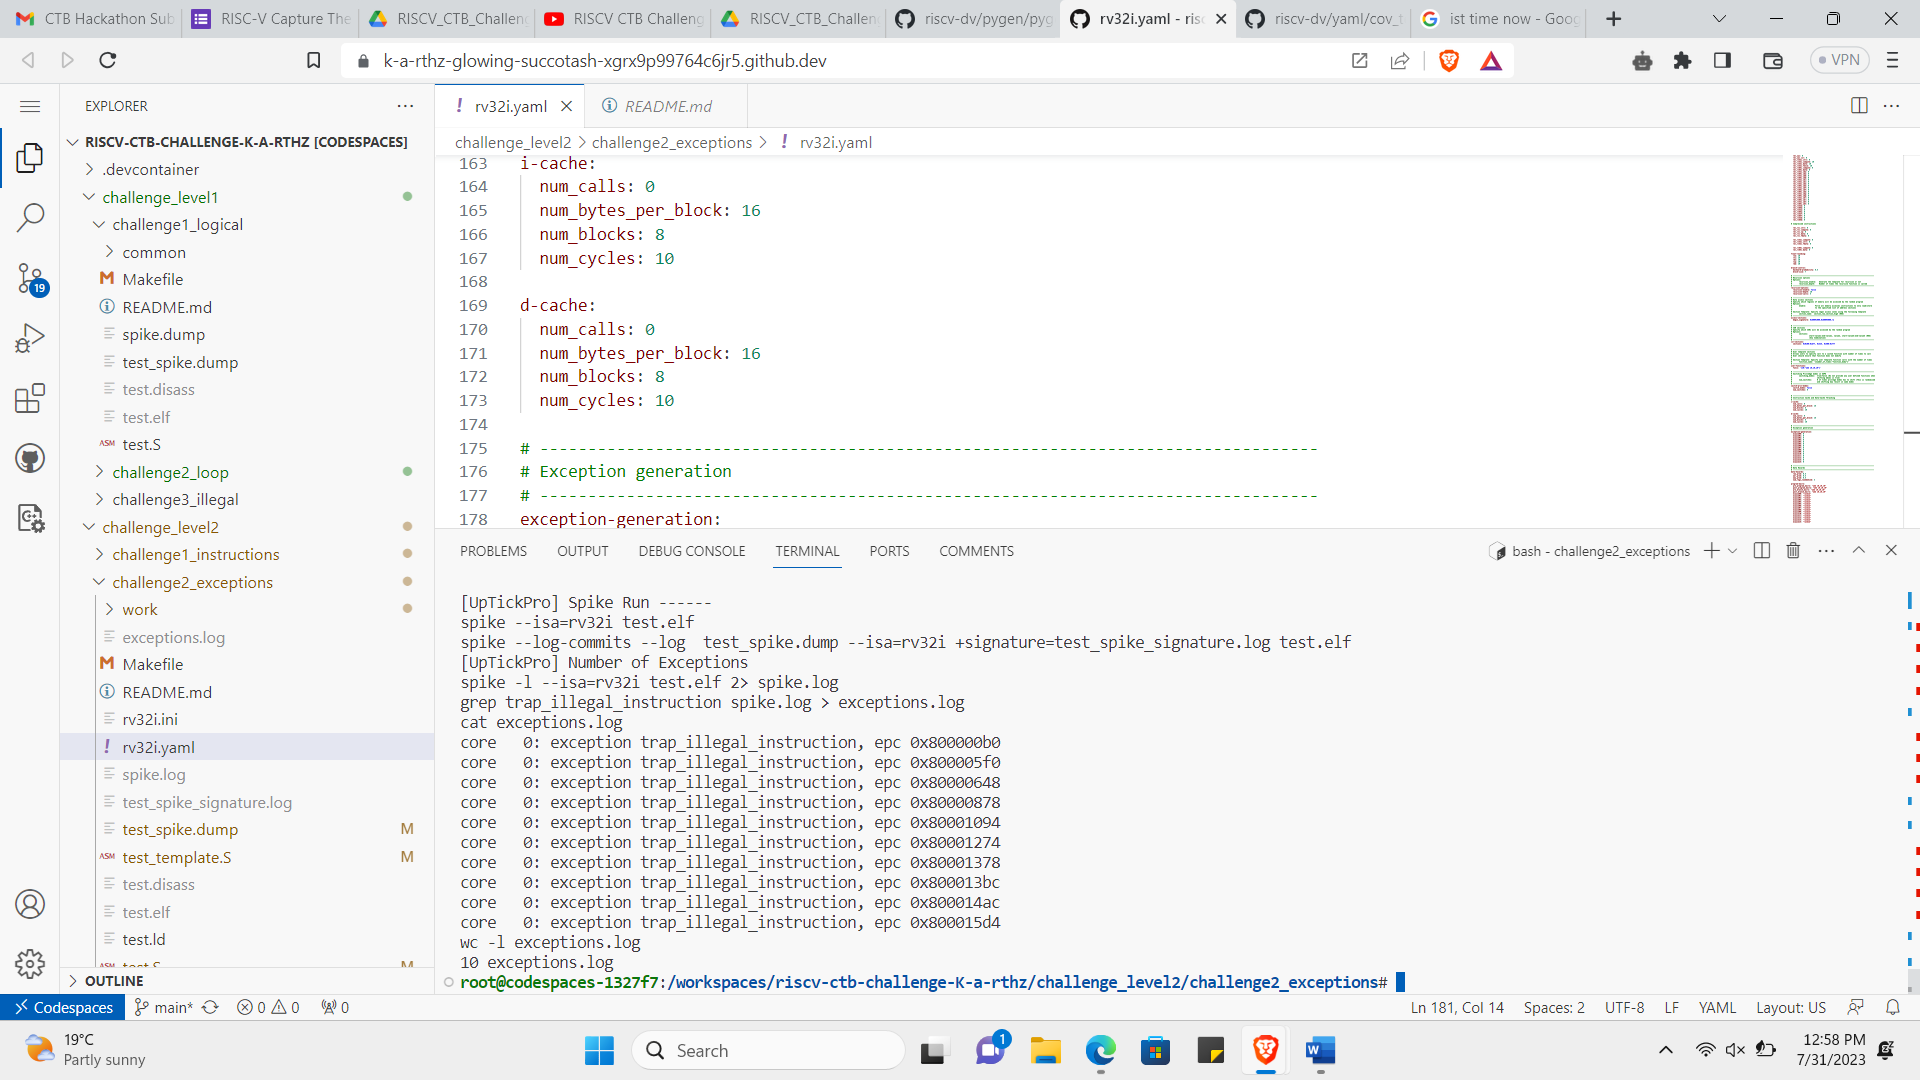 CTB Hackathon Sub
RISC-V Capture The
RISCV_CTB_Challeng
RISCV CTB Challeng
RISCV_CTB_Challen
riscv-dv/pygen/pyg
rv32i.yaml - risc
riscv-dv/yaml/cov_t
ist time now - Goog
k-a-rthz-glowing-succotash-xgrx9p99764c6jr5.github.dev
VPN
EXPLORER
RISCV-CTB-CHALLENGE-K-A-RTHZ [CODESPACES]
.devcontainer
challenge_level1
challenge1_logical
common
Makefile
README.md
spike.dump
test_spike.dump
test.disass
test.elf
ASM test.S
challenge2_loop
challenge3_illegal
challenge_level2
challenge1_instructions
challenge2_exceptions
work
exceptions.log
Makefile
README.md
rv32i.ini
! rv32i.yaml
spike.log
test_spike_signature.log
test_spike.dump M
ASM test_template.S M
test.disass
test.elf
test.ld
ASM test.S M
OUTLINE
19
! rv32i.yaml
README.md
challenge_level2 > challenge2_exceptions > ! rv32i.yaml
163 i-cache:
164 num_calls: 0
165 num_bytes_per_block: 16
166 num_blocks: 8
167 num_cycles: 10
168
169 d-cache:
170 num_calls: 0
171 num_bytes_per_block: 16
172 num_blocks: 8
173 num_cycles: 10
174
175 # ---------------------------------------------------------------------------------
176 # Exception generation
177 # ---------------------------------------------------------------------------------
178 exception-generation:
PROBLEMS OUTPUT DEBUG CONSOLE TERMINAL PORTS COMMENTS
bash - challenge2_exceptions
[UpTickPro] Spike Run ------
spike --isa=rv32i test.elf
spike --log-commits --log  test_spike.dump --isa=rv32i +signature=test_spike_signature.log test.elf
[UpTickPro] Number of Exceptions
spike -l --isa=rv32i test.elf 2> spike.log
grep trap_illegal_instruction spike.log > exceptions.log
cat exceptions.log
core   0: exception trap_illegal_instruction, epc 0x800000b0
core   0: exception trap_illegal_instruction, epc 0x800005f0
core   0: exception trap_illegal_instruction, epc 0x80000648
core   0: exception trap_illegal_instruction, epc 0x80000878
core   0: exception trap_illegal_instruction, epc 0x80001094
core   0: exception trap_illegal_instruction, epc 0x80001274
core   0: exception trap_illegal_instruction, epc 0x80001378
core   0: exception trap_illegal_instruction, epc 0x800013bc
core   0: exception trap_illegal_instruction, epc 0x800014ac
core   0: exception trap_illegal_instruction, epc 0x800015d4
wc -l exceptions.log
10 exceptions.log
root@codespaces-1327f7:/workspaces/riscv-ctb-challenge-K-a-rthz/challenge_level2/challenge2_exceptions#
Codespaces main* 0 0 0
Ln 181, Col 14 Spaces: 2 UTF-8 LF YAML Layout: US
19°C
Partly sunny
Search
1
12:58 PM
7/31/2023